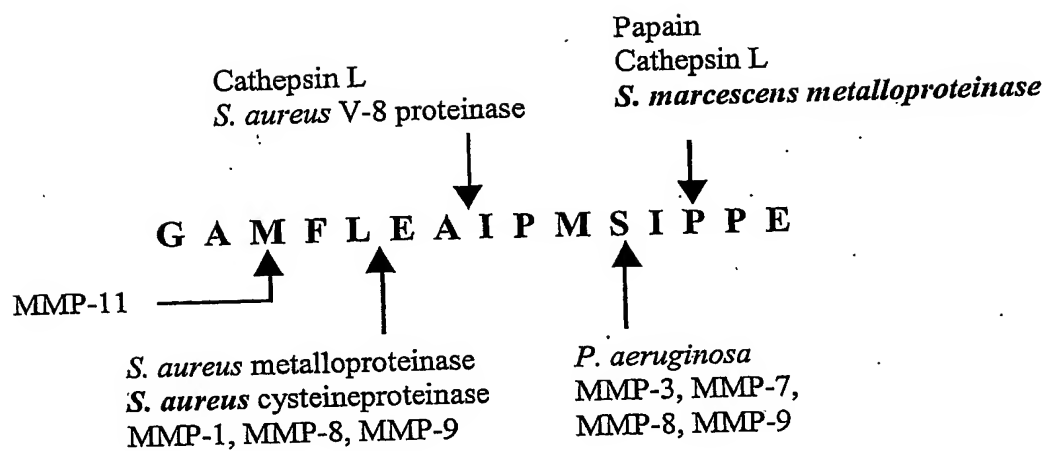 Papain
Cathepsin L
S. marcescens metalloproteinase
Cathepsin L
S. aureus V-8 proteinase
G A M F L E A I P M S I P P E
MMP-11
S. aureus metalloproteinase
S. aureus cysteineproteinase
MMP-1, MMP-8, MMP-9
P. aeruginosa
MMP-3, MMP-7,
MMP-8, MMP-9